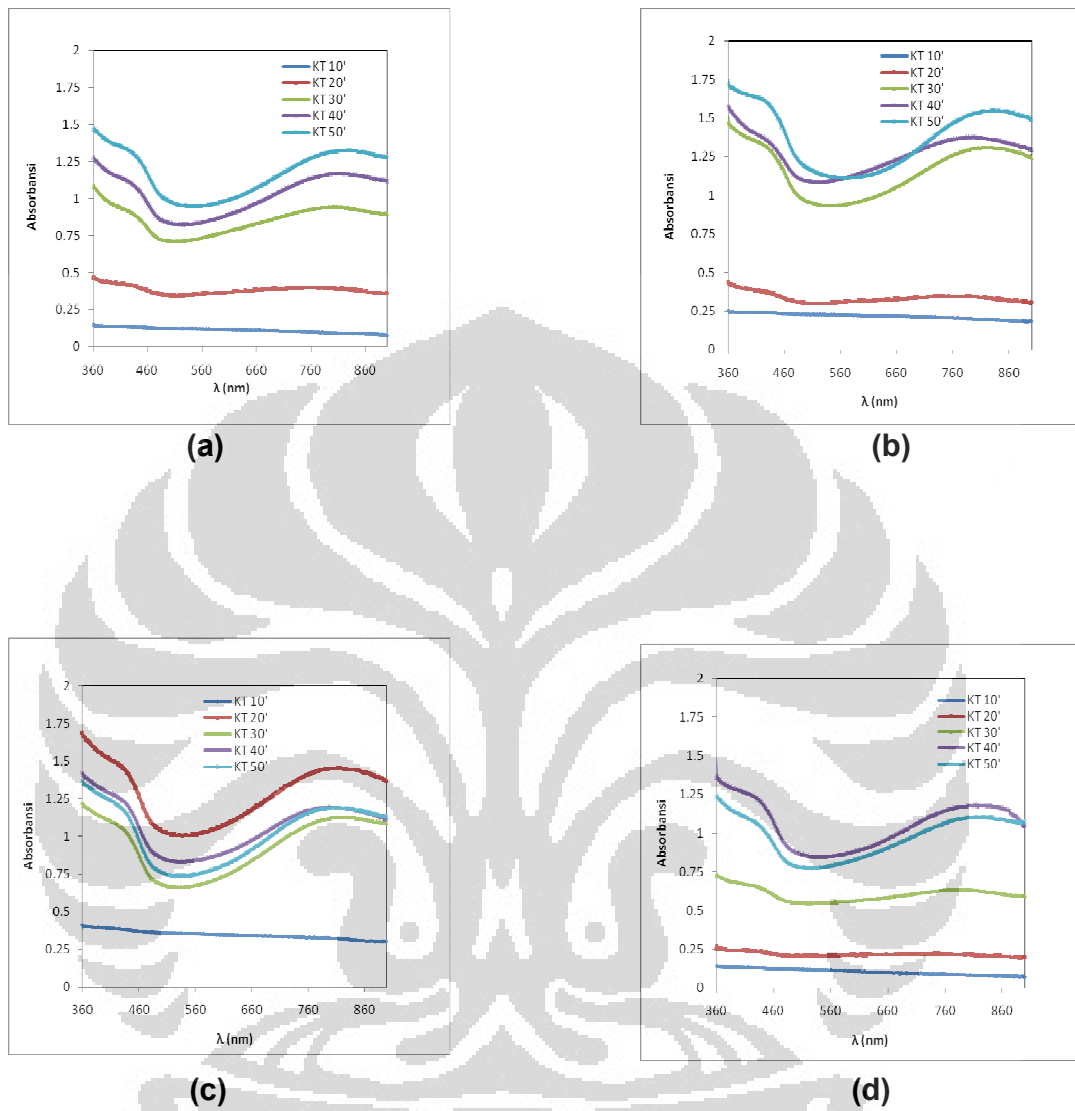 2
1.75
1.5
1.25
1
0.75
0.5
0.25
0
Absorbansi
KT 10'
KT 20'
KT 30'
KT 40'
KT 50'
360 460 560 660 760 860
λ (nm)
(a)
2
1.75
1.5
1.25
1
0.75
0.5
0.25
0
Absorbansi
KT 10'
KT 20'
KT 30'
KT 40'
KT 50'
360 460 560 660 760 860
λ (nm)
(b)
2
1.75
1.5
1.25
1
0.75
0.5
0.25
0
Absorbansi
KT 10'
KT 20'
KT 30'
KT 40'
KT 50'
360 460 560 660 760 860
λ (nm)
(c)
2
1.75
1.5
1.25
1
0.75
0.5
0.25
0
Absorbansi
KT 10'
KT 20'
KT 30'
KT 40'
KT 50'
360 460 560 660 760 860
λ (nm)
(d)